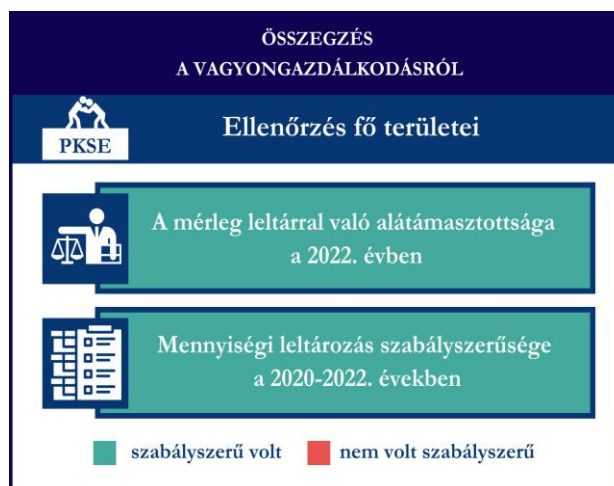 ÖSSZEGZÉS
A VAGYONGAZDÁLKODÁSRÓL
PKSE
Ellenőrzés fő területei
A mérleg leltárral való alátámasztottsága
a 2022. évben
Mennyiségi leltározás szabályszerűsége
a 2020-2022. években
szabályszerű volt
nem volt szabályszerű